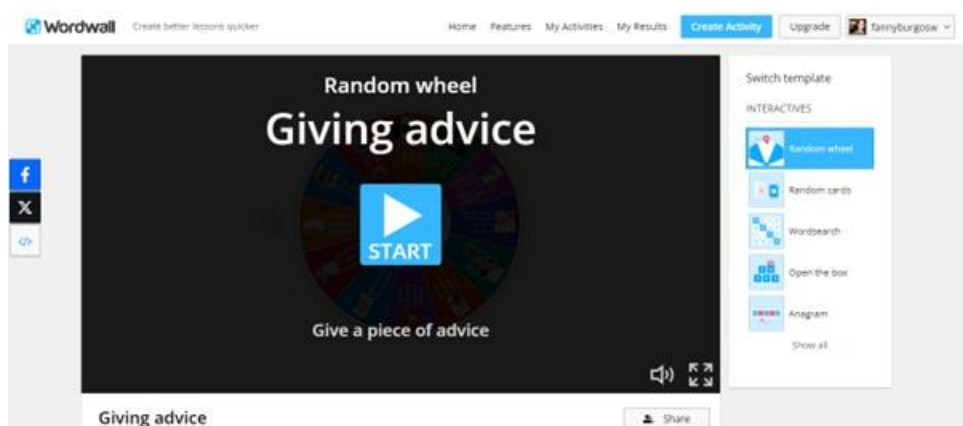 Wordwall Create better lessons quicker Home Features My Activities My Results Create Activity Upgrade fannyburgosw
Random wheel
Giving advice
START
Give a piece of advice
Switch template
INTERACTIVES
Random wheel
Random cards
Wordsearch
Open the box
Anagram
Show all
Giving advice
Share